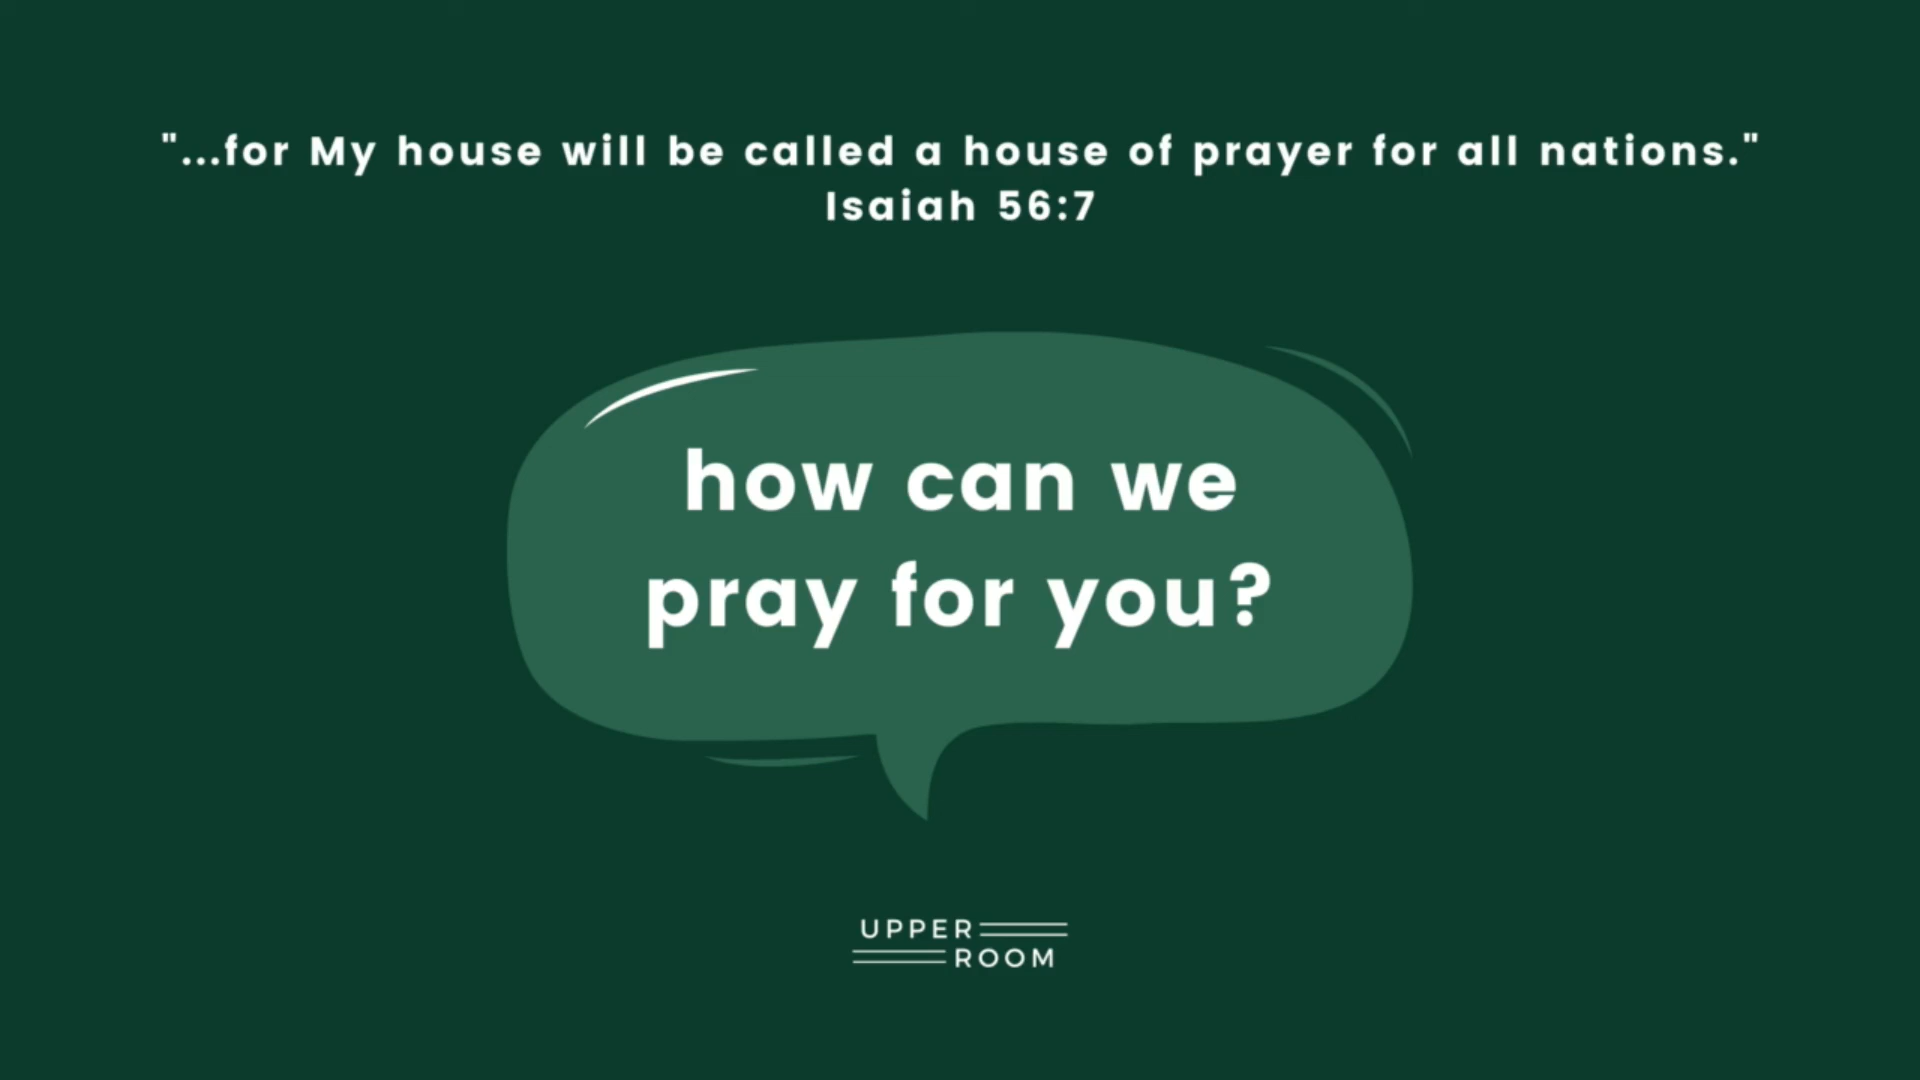 "...for My house will be called a house of prayer for all nations."
Isaiah 56:7
how can we
pray for you?
UPPER
ROOM